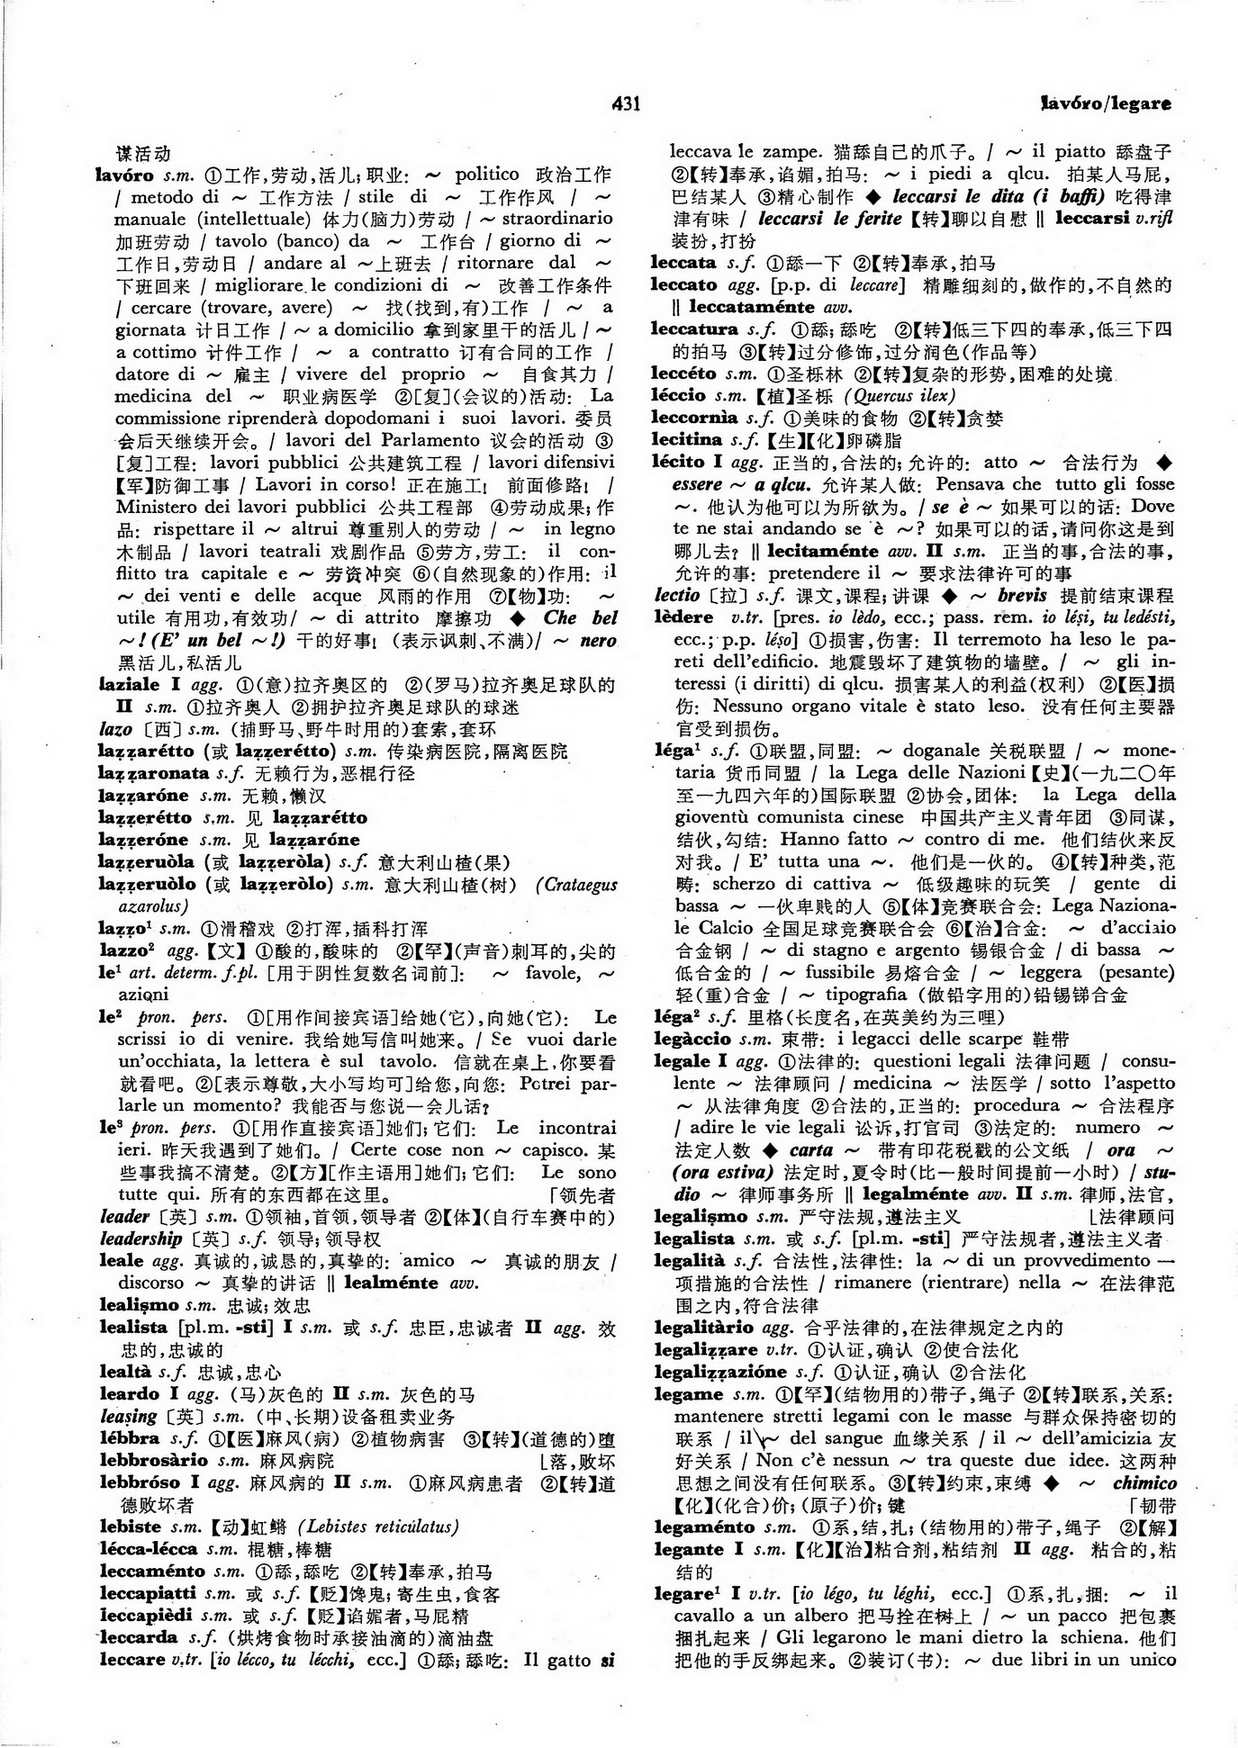 431
lavóro/legare
谋活动
lavóro s.m. ①工作,劳动,活儿;职业: ～ politico 政治工作
/ metodo di ～ 工作方法 / stile di ～ 工作作风 / ～
manuale (intellettuale) 体力(脑力)劳动 / ～ straordinario
加班劳动 / tavolo (banco) da ～ 工作台 / giorno di ～
工作日,劳动日 / andare al ～上班去 / ritornare dal ～
下班回来 / migliorare le condizioni di ～ 改善工作条件
/ cercare (trovare, avere) ～ 找(找到,有)工作 / ～ a
giornata 计日工作 / ～ a domicilio 拿到家里干的活儿 / ～
a cottimo 计件工作 / ～ a contratto 订有合同的工作 /
datore di ～ 雇主 / vivere del proprio ～ 自食其力 /
medicina del ～ 职业病医学 ②[复](会议的)活动: La
commissione riprenderà dopodomani i suoi lavori. 委员
会后天继续开会。/ lavori del Parlamento 议会的活动 ③
[复]工程: lavori pubblici 公共建筑工程 / lavori difensivi
【军】防御工事 / Lavori in corso! 正在施工! 前面修路! /
Ministero dei lavori pubblici 公共工程部 ④劳动成果;作
品: rispettare il ～ altrui 尊重别人的劳动 / ～ in legno
木制品 / lavori teatrali 戏剧作品 ⑤劳方,劳工: il con-
flitto tra capitale e ～ 劳资冲突 ⑥(自然现象的)作用: il
～ dei venti e delle acque 风雨的作用 ⑦【物】功: ～
utile 有用功,有效功/ ～ di attrito 摩擦功 ◆ Che bel
～! (E' un bel ～!) 干的好事! (表示讽刺、不满)/ ～ nero
黑活儿,私活儿
laziale I agg. ①(意)拉齐奥区的 ②(罗马)拉齐奥足球队的
II s.m. ①拉齐奥人 ②拥护拉齐奥足球队的球迷
lazo 〔西〕s.m. (捕野马、野牛时用的)套索,套环
lazzarétto (或 lazzerétto) s.m. 传染病医院,隔离医院
lazzaronata s.f. 无赖行为,恶棍行径
lazzaróne s.m. 无赖,懒汉
lazzerétto s.m. 见 lazzarétto
lazzeróne s.m. 见 lazzaróne
lazzeruòla (或 lazzeròla) s.f. 意大利山楂(果)
lazzeruòlo (或 lazzeròlo) s.m. 意大利山楂(树) (Crataegus
azarolus)
lazzo¹ s.m. ①滑稽戏 ②打浑,插科打浑
lazzo² agg.【文】①酸的,酸味的 ②【罕】(声音)刺耳的,尖的
le¹ art. determ. f.pl. [用于阴性复数名词前]: ～ favole, ～
azioni
le² pron. pers. ①[用作间接宾语]给她(它),向她(它): Le
scrissi io di venire. 我给她写信叫她来。/ Se vuoi darle
un'occhiata, la lettera è sul tavolo. 信就在桌上,你要看
就看吧。②[表示尊敬,大小写均可]给您,向您: Potrei par-
larle un momento? 我能否与您说一会儿话?
le³ pron. pers. ①[用作直接宾语]她们;它们: Le incontrai
ieri. 昨天我遇到了她们。/ Certe cose non ～ capisco. 某
些事我搞不清楚。②【方】[作主语用]她们;它们: Le sono
tutte qui. 所有的东西都在这里。 「领先者
leader 〔英〕s.m. ①领袖,首领,领导者 ②【体】(自行车赛中的)
leadership 〔英〕s.f. 领导;领导权
leale agg. 真诚的,诚恳的,真挚的: amico ～ 真诚的朋友 /
discorso ～ 真挚的讲话 ‖ lealménte avv.
lealismo s.m. 忠诚;效忠
lealista [pl.m. -sti] I s.m. 或 s.f. 忠臣,忠诚者 II agg. 效
忠的,忠诚的
lealtà s.f. 忠诚,忠心
leardo I agg. (马)灰色的 II s.m. 灰色的马
leasing〔英〕s.m. (中、长期)设备租卖业务
lébbra s.f. ①【医】麻风(病) ②植物病害 ③【转】(道德的)堕
lebbrosàrio s.m. 麻风病院 ⌊落,败坏
lebbróso I agg. 麻风病的 II s.m. ①麻风病患者 ②【转】道
德败坏者
lebiste s.m.【动】虹鳉 (Lebistes reticulatus)
lécca-lécca s.m. 棍糖,棒糖
leccaménto s.m. ①舔,舔吃 ②【转】奉承,拍马
leccapiatti s.m. 或 s.f.【贬】馋鬼;寄生虫,食客
leccapièdi s.m. 或 s.f.【贬】谄媚者,马屁精
leccarda s.f. (烘烤食物时承接油滴的)滴油盘
leccare v.tr. [io lécco, tu lécchi, ecc.] ①舔;舔吃: Il gatto si
leccava le zampe. 猫舔自己的爪子。/ ～ il piatto 舔盘子
②【转】奉承,谄媚,拍马: ～ i piedi a qlcu. 拍某人马屁,
巴结某人 ③精心制作 ◆ leccarsi le dita (i baffi) 吃得津
津有味 / leccarsi le ferite【转】聊以自慰 ‖ leccarsi v.rifl
装扮,打扮
leccata s.f. ①舔一下 ②【转】奉承,拍马
leccato agg. [p.p. di leccare] 精雕细刻的,做作的,不自然的
‖ leccataménte avv.
leccatura s.f. ①舔;舔吃 ②【转】低三下四的奉承,低三下四
的拍马 ③【转】过分修饰,过分润色(作品等)
leccéto s.m. ①圣栎林 ②【转】复杂的形势,困难的处境
léccio s.m.【植】圣栎 (Quercus ilex)
leccornìa s.f. ①美味的食物 ②【转】贪婪
lecitina s.f.【生】【化】卵磷脂
lécito I agg. 正当的,合法的;允许的: atto ～ 合法行为 ◆
essere ～ a qlcu. 允许某人做: Pensava che tutto gli fosse
～. 他认为他可以为所欲为。/ se è ～ 如果可以的话: Dove
te ne stai andando se è ～? 如果可以的话,请问你这是到
哪儿去? ‖ lecitaménte avv. II s.m. 正当的事,合法的事,
允许的事: pretendere il ～ 要求法律许可的事
lectio〔拉〕s.f. 课文,课程;讲课 ◆ ～ brevis 提前结束课程
lèdere v.tr. [pres. io lèdo, ecc.; pass. rem. io lési, tu ledésti,
ecc.; p.p. léso] ①损害,伤害: Il terremoto ha leso le pa-
reti dell'edificio. 地震毁坏了建筑物的墙壁。/ ～ gli in-
teressi (i diritti) di qlcu. 损害某人的利益(权利) ②【医】损
伤: Nessuno organo vitale è stato leso. 没有任何主要器
官受到损伤。
léga¹ s.f. ①联盟,同盟: ～ doganale 关税联盟 / ～ mone-
taria 货币同盟 / la Lega delle Nazioni【史】(一九二〇年
至一九四六年的)国际联盟 ②协会,团体: la Lega della
gioventù comunista cinese 中国共产主义青年团 ③同谋,
结伙,勾结: Hanno fatto ～ contro di me. 他们结伙来反
对我。/ E' tutta una ～. 他们是一伙的。④【转】种类,范
畴: scherzo di cattiva ～ 低级趣味的玩笑 / gente di
bassa ～ 一伙卑贱的人 ⑤【体】竞赛联合会: Lega Naziona-
le Calcio 全国足球竞赛联合会 ⑥【治】合金: ～ d'acciaio
合金钢 / ～ di stagno e argento 锡银合金 / di bassa ～
低合金的 / ～ fussibile 易熔合金 / ～ leggera (pesante)
轻(重)合金 / ～ tipografia (做铅字用的)铅锡锑合金
léga² s.f. 里格(长度名,在英美约为三哩)
legàccio s.m. 束带: i legacci delle scarpe 鞋带
legale I agg. ①法律的: questioni legali 法律问题 / consu-
lente ～ 法律顾问 / medicina ～ 法医学 / sotto l'aspetto
～ 从法律角度 ②合法的,正当的: procedura ～ 合法程序
/ adire le vie legali 讼诉,打官司 ③法定的: numero ～
法定人数 ◆ carta ～ 带有印花税戳的公文纸 / ora ～
(ora estiva) 法定时,夏令时(比一般时间提前一小时) / stu-
dio ～ 律师事务所 ‖ legalménte avv. II s.m. 律师,法官,
legalismo s.m. 严守法规,遵法主义 ⌊法律顾问
legalista s.m. 或 s.f. [pl.m. -sti] 严守法规者,遵法主义者
legalità s.f. 合法性,法律性: la ～ di un provvedimento 一
项措施的合法性 / rimanere (rientrare) nella ～ 在法律范
围之内,符合法律
legalitàrio agg. 合乎法律的,在法律规定之内的
legalizzare v.tr. ①认证,确认 ②使合法化
legalizzazióne s.f. ①认证,确认 ②合法化
legame s.m. ①【罕】(结物用的)带子,绳子 ②【转】联系,关系:
mantenere stretti legami con le masse 与群众保持密切的
联系 / il ～ del sangue 血缘关系 / il ～ dell'amicizia 友
好关系 / Non c'è nessun ～ tra queste due idee. 这两种
思想之间没有任何联系。③【转】约束,束缚 ◆ ～ chimico
【化】(化合)价;(原子)价;键 「韧带
legaménto s.m. ①系,结,扎;(结物用的)带子,绳子 ②【解】
legante I s.m.【化】【治】粘合剂,粘结剂 II agg. 粘合的,粘
结的
legare¹ I v.tr. [io légo, tu léghi, ecc.] ①系,扎,捆: ～ il
cavallo a un albero 把马拴在树上 / ～ un pacco 把包裹
捆扎起来 / Gli legarono le mani dietro la schiena. 他们
把他的手反绑起来。②装订(书): ～ due libri in un unico